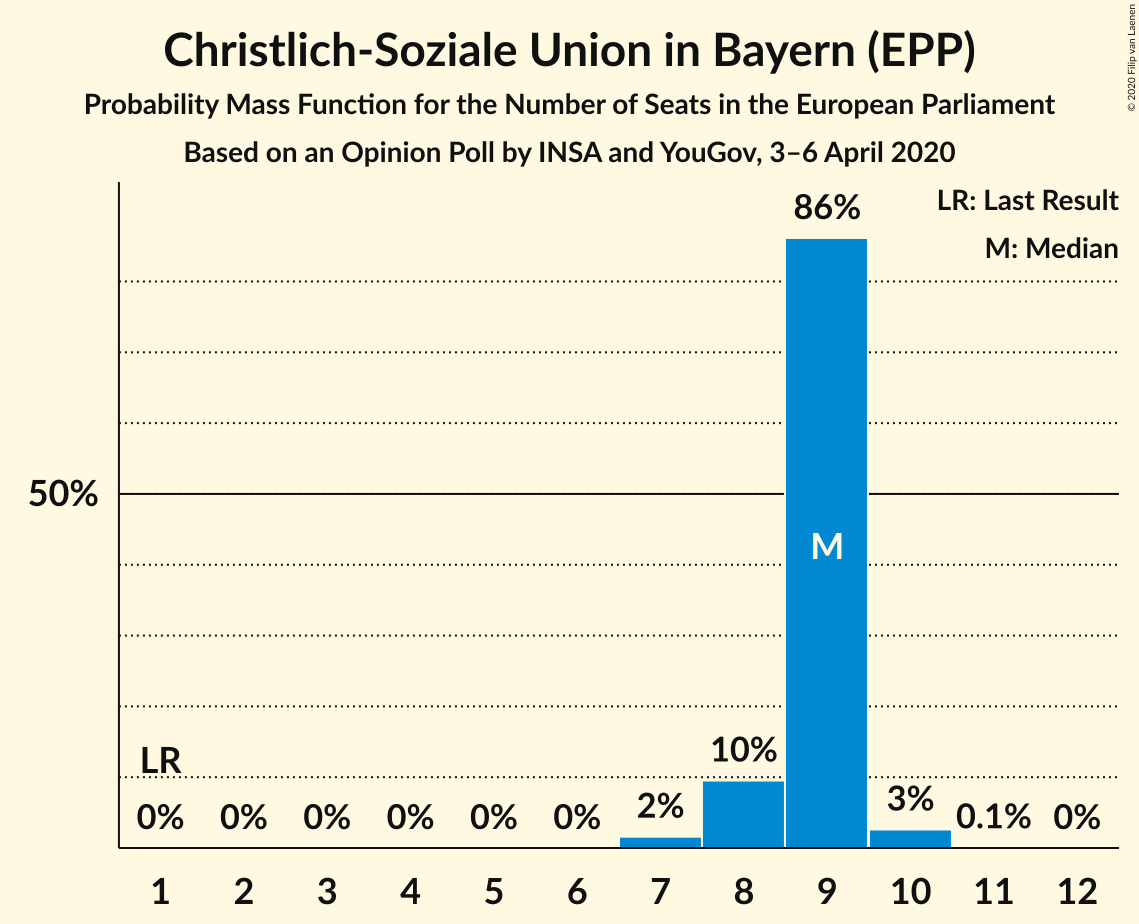 Christlich-Soziale Union in Bayern (EPP)
Probability Mass Function for the Number of Seats in the European Parliament
Based on an Opinion Poll by INSA and YouGov, 3–6 April 2020
© 2020 Filip van Laenen
LR: Last Result
M: Median
86%
50%
M
LR
0% 0% 0% 0% 0% 0% 2% 10% 3% 0.1% 0%
1 2 3 4 5 6 7 8 9 10 11 12